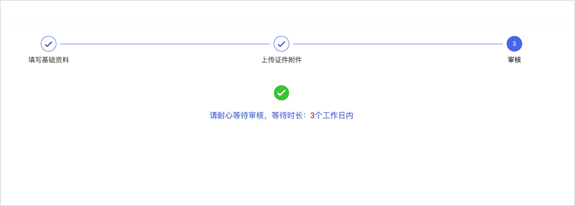 3
填写基础资料
上传证件附件
审核
请耐心等待审核，等待时长：3个工作日内